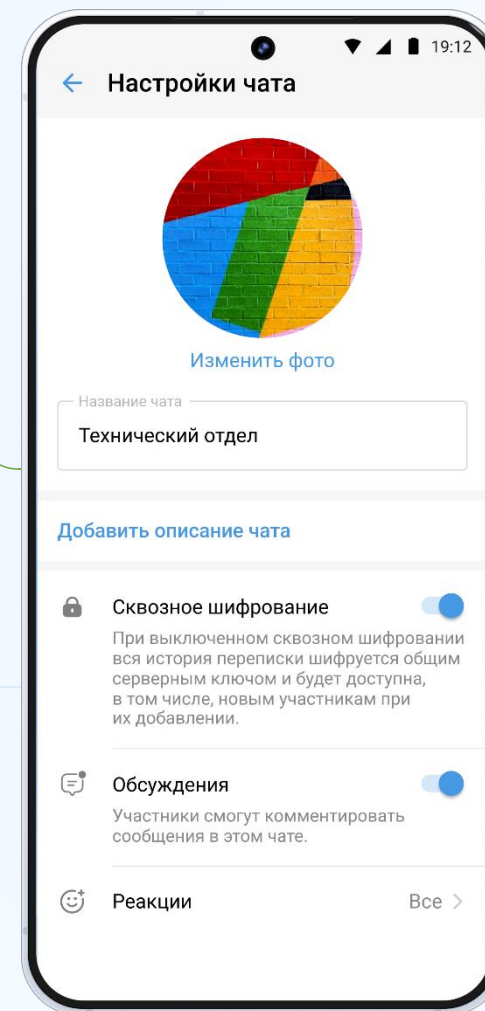 19:12
Настройки чата
Изменить фото
Название чата
Технический отдел
Добавить описание чата
Сквозное шифрование
При выключенном сквозном шифровании
вся история переписки шифруется общим
серверным ключом и будет доступна,
в том числе, новым участникам при
их добавлении.
Обсуждения
Участники смогут комментировать
сообщения в этом чате.
Реакции
Все